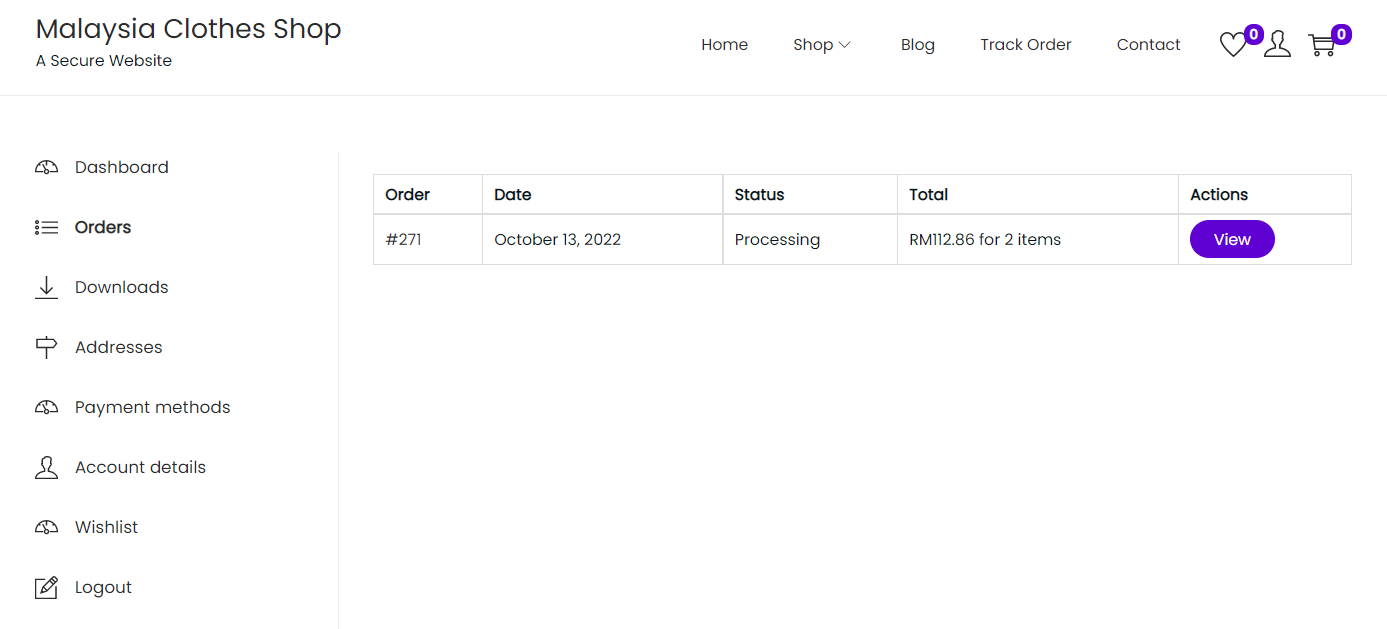 Malaysia Clothes Shop
A Secure Website
Home Shop Blog Track Order Contact 0 0
Dashboard
Orders
Downloads
Addresses
Payment methods
Account details
Wishlist
Logout
Order Date Status Total Actions
#271 October 13, 2022 Processing RM112.86 for 2 items View